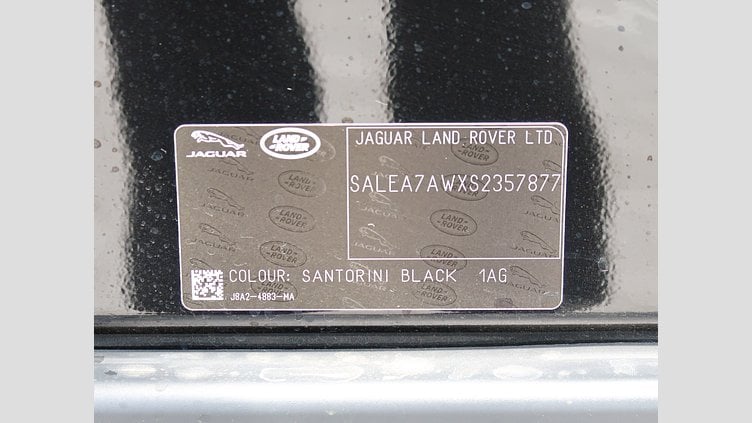 JAGUAR
LAND ROVER
JAGUAR LAND ROVER LTD
SALEA7AWXS2357877
COLOUR: SANTORINI BLACK 1AG
J8A2-4883-MA